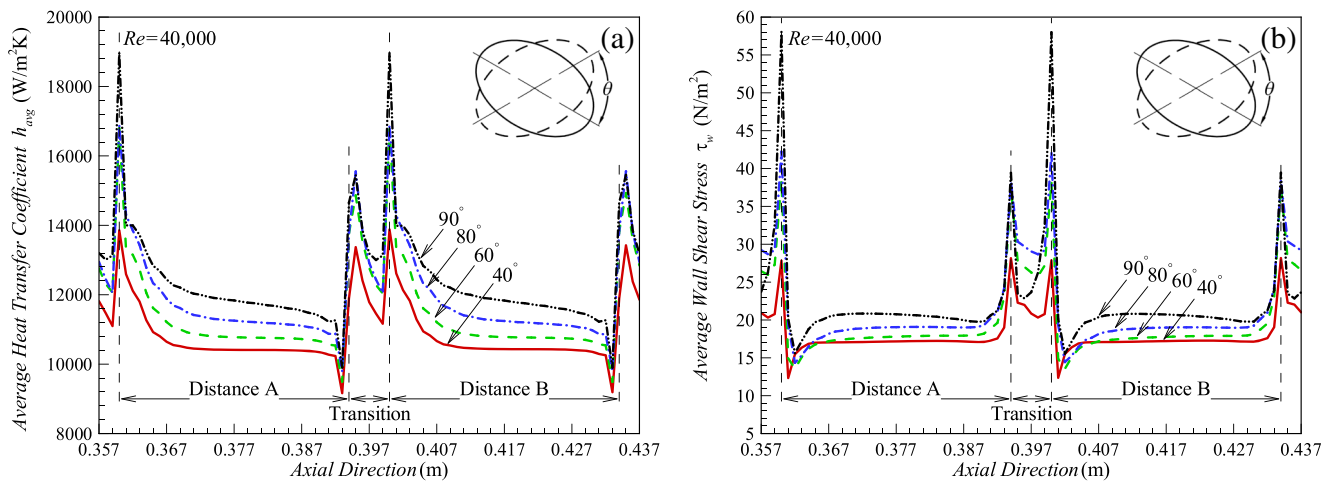 Average Heat Transfer Coefficient h_avg (W/m²K)
20000
18000
16000
14000
12000
10000
8000
Re=40,000
(a)
θ
90°
80°
60°
40°
Distance A
Distance B
Transition
0.357 0.367 0.377 0.387 0.397 0.407 0.417 0.427 0.437
Axial Direction (m)
Average Wall Shear Stress τ_w (N/m²)
60
55
50
45
40
35
30
25
20
15
10
5
Re=40,000
(b)
θ
90° 80° 60° 40°
Distance A
Distance B
Transition
0.357 0.367 0.377 0.387 0.397 0.407 0.417 0.427 0.437
Axial Direction (m)